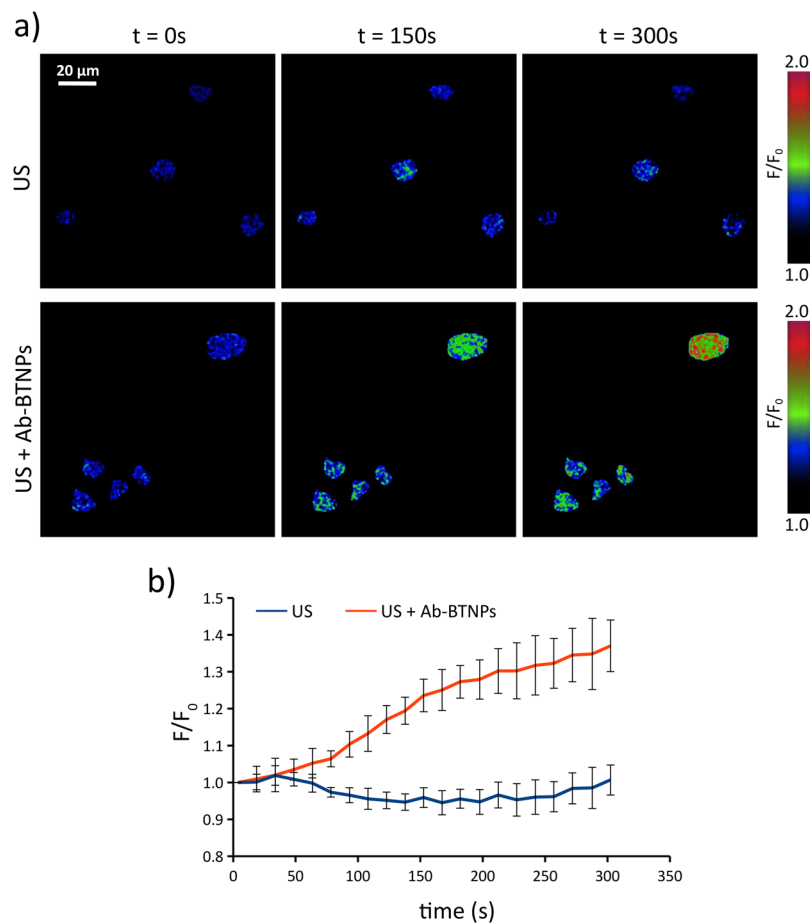 a)
t = 0s
t = 150s
t = 300s
20 µm
US
2.0
F/F₀
1.0
US + Ab-BTNPs
2.0
F/F₀
1.0
b)
US
US + Ab-BTNPs
1.5
1.4
1.3
1.2
1.1
1.0
0.9
0.8
F/F₀
0 50 100 150 200 250 300 350
time (s)